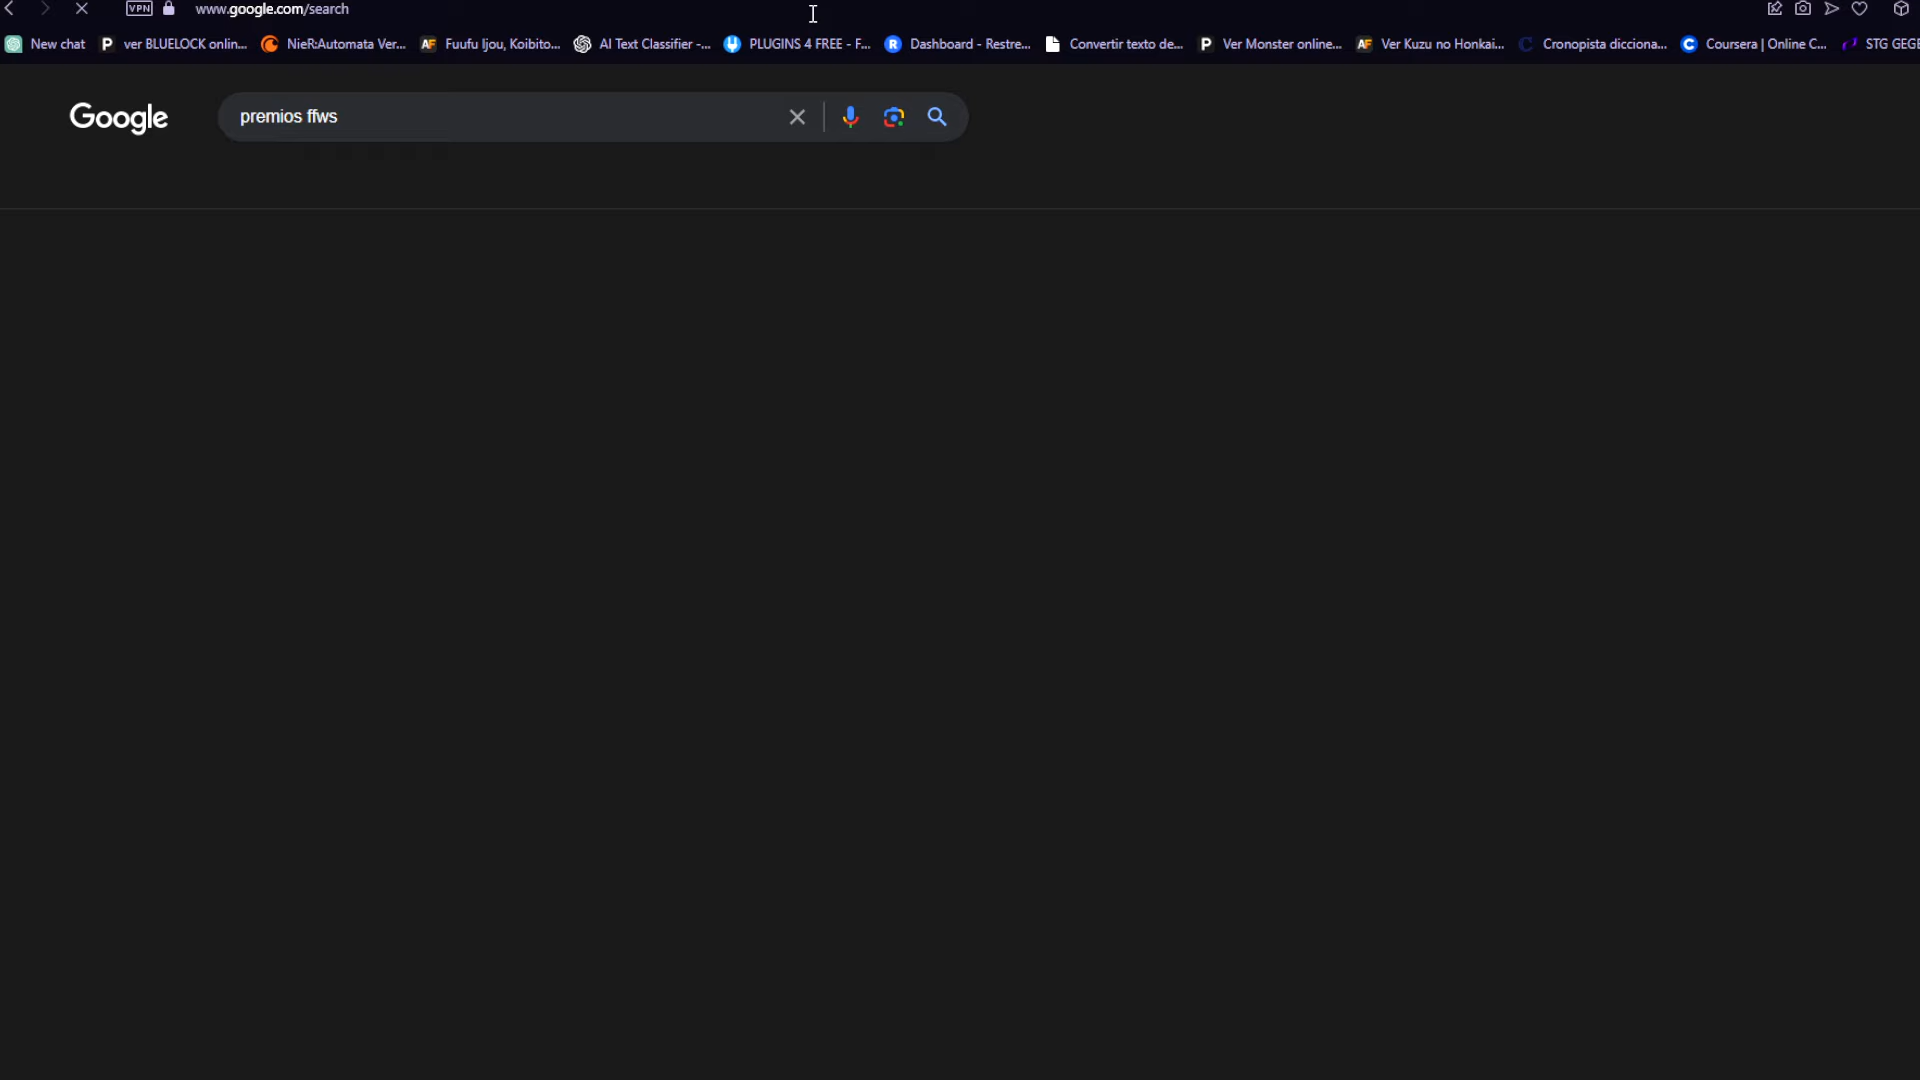 VPN www.google.com/search
New chat ver BLUELOCK onlin... NieR:Automata Ver... Fuufu Ijou, Koibito... AI Text Classifier -... PLUGINS 4 FREE - F... Dashboard - Restre... Convertir texto de... Ver Monster online... Ver Kuzu no Honkai... Cronopista dicciona... Coursera | Online C... STG GEGE
Google premios ffws